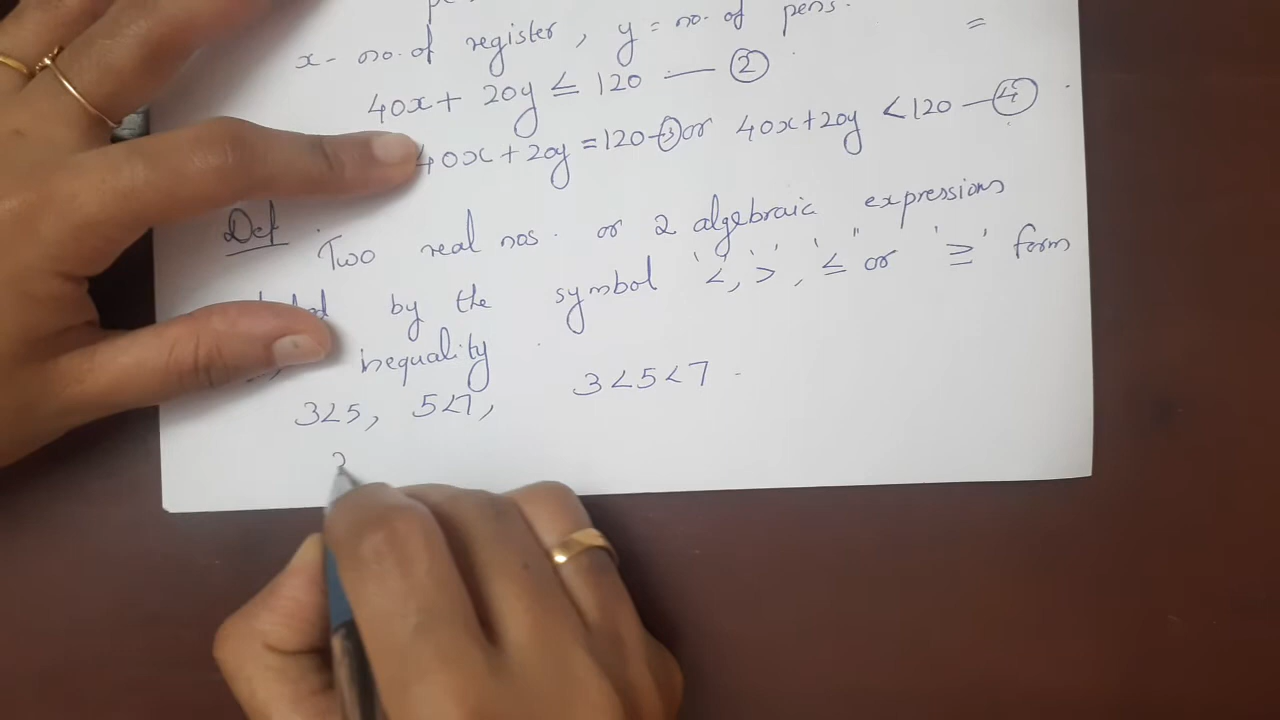 x - no. of register, y = no. of pens.
=
40x + 20y ≤ 120 — ②
40x + 20y = 120 - ③ or 40x + 20y < 120 — ④
Def Two real nos. or 2 algebraic expressions
by the symbol '<', '>', '≤" or '≥' form
inequality
3<5, 5<7, 3<5<7